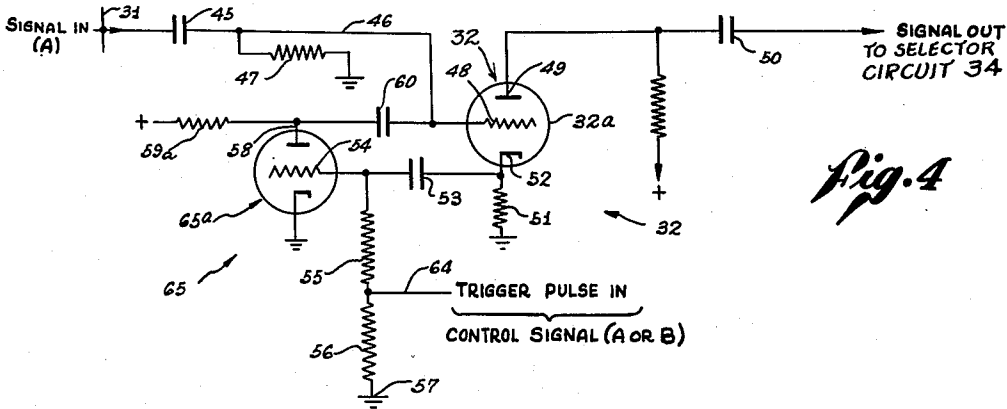 SIGNAL IN
(A)
31
45
46
47
32
49
50
SIGNAL OUT
TO SELECTOR
CIRCUIT 34
48
32a
60
+
59a
58
54
52
53
51
+
32
Fig.4
65a
65
55
64
TRIGGER PULSE IN
CONTROL SIGNAL (A OR B)
56
57